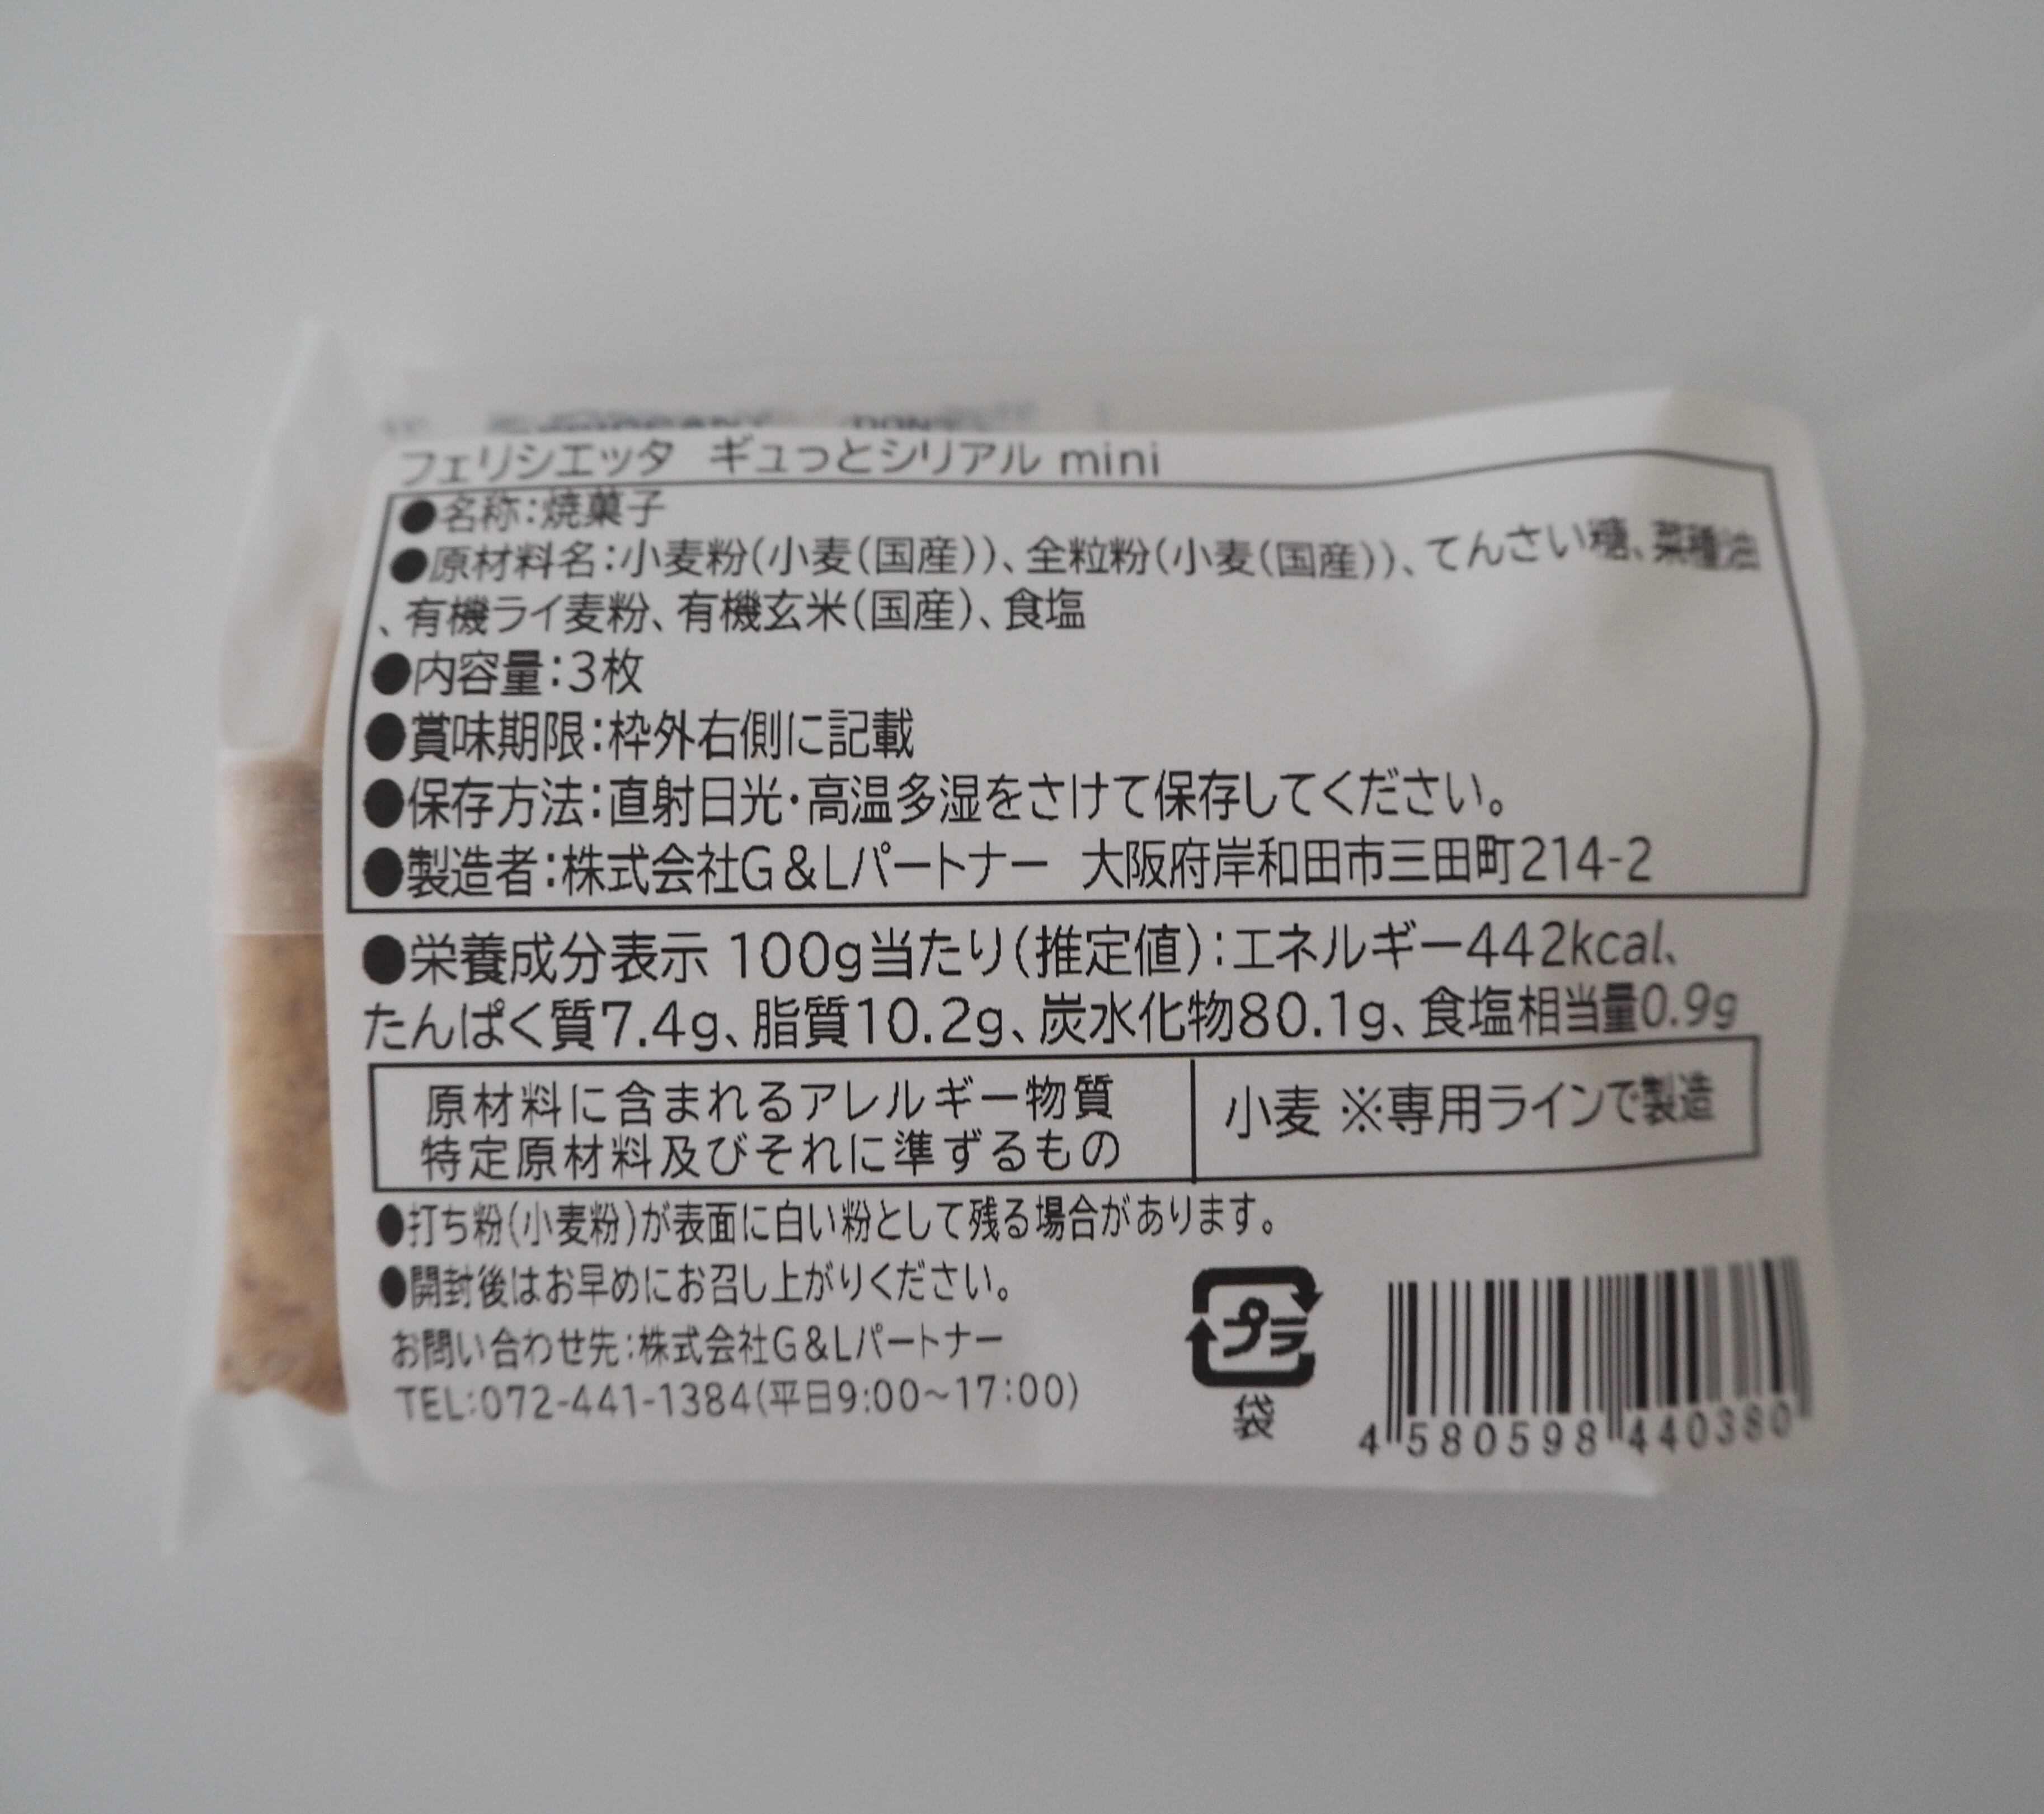 フェリシエッタ ギュっとシリアル mini
●名称:焼菓子
●原材料名:小麦粉(小麦(国産))、全粒粉(小麦(国産))、てんさい糖、菜種油
、有機ライ麦粉、有機玄米(国産)、食塩
●内容量:3枚
●賞味期限:枠外右側に記載
●保存方法:直射日光・高温多湿をさけて保存してください。
●製造者:株式会社G&Lパートナー 大阪府岸和田市三田町214-2
●栄養成分表示 100g当たり(推定値):エネルギー442kcal、
たんぱく質7.4g、脂質10.2g、炭水化物80.1g、食塩相当量0.9g
原材料に含まれるアレルギー物質
特定原材料及びそれに準ずるもの
小麦 ※専用ラインで製造
●打ち粉(小麦粉)が表面に白い粉として残る場合があります。
●開封後はお早めにお召し上がりください。
お問い合わせ先:株式会社G&Lパートナー
TEL:072-441-1384(平日9:00~17:00)
プラ
袋
4 580598 440380